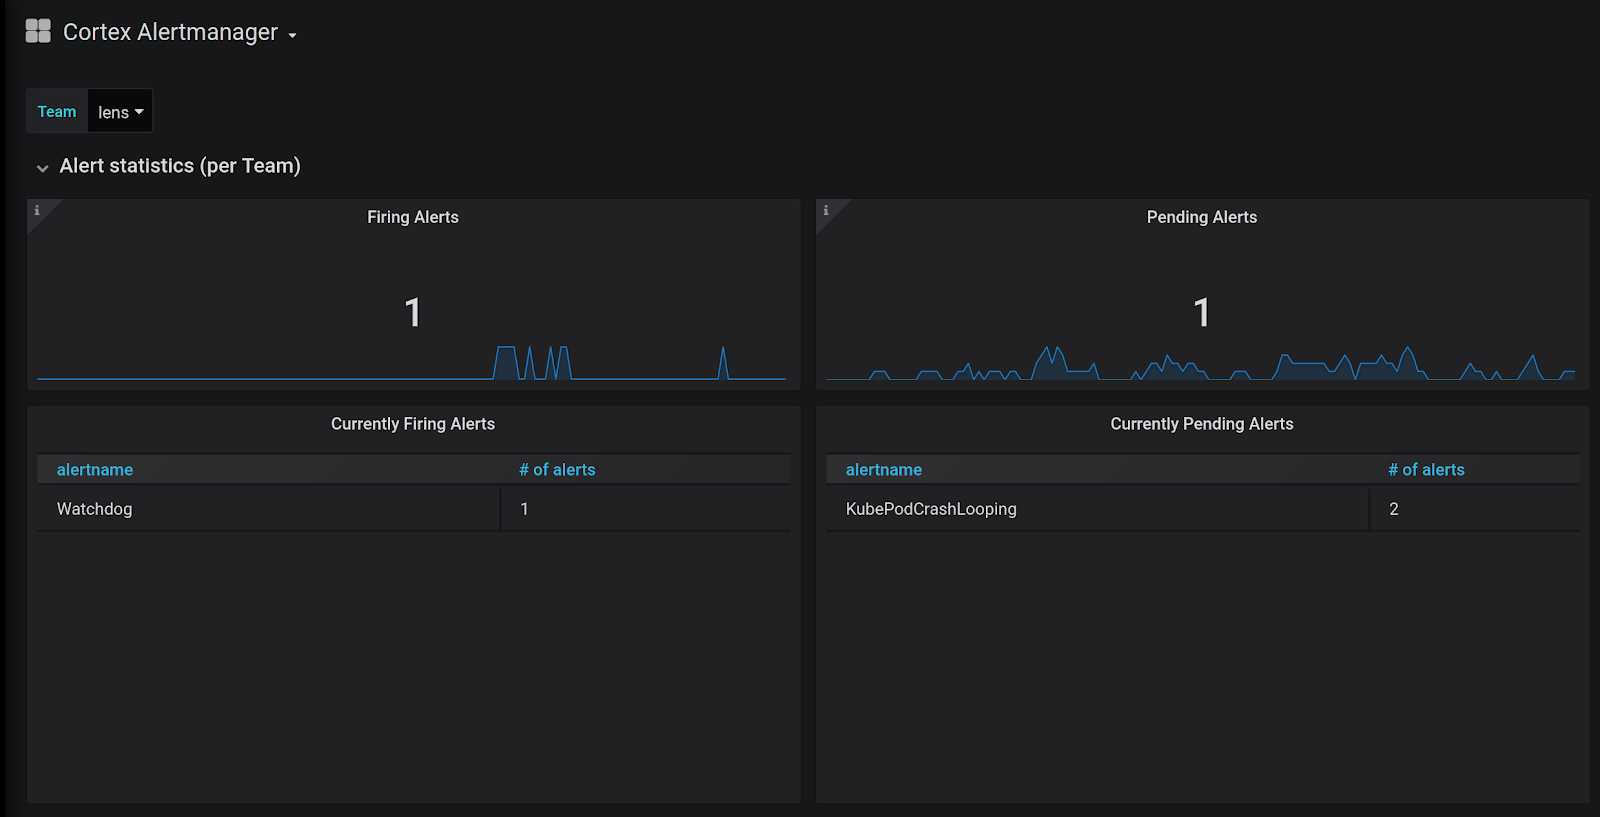 Cortex Alertmanager
Team lens
Alert statistics (per Team)
Firing Alerts
1
Pending Alerts
1
Currently Firing Alerts
alertname # of alerts
Watchdog 1
Currently Pending Alerts
alertname # of alerts
KubePodCrashLooping 2